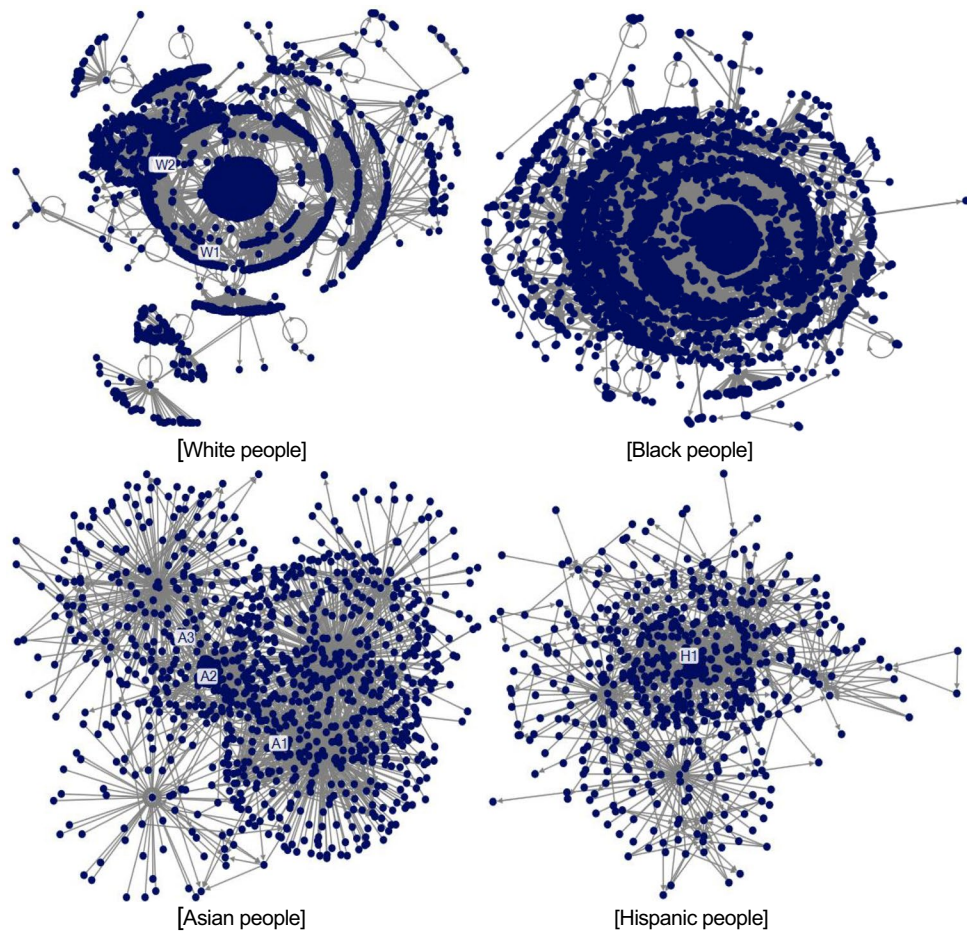 W2
W1
[White people]
[Black people]
A3
A2
A1
H1
[Asian people]
[Hispanic people]